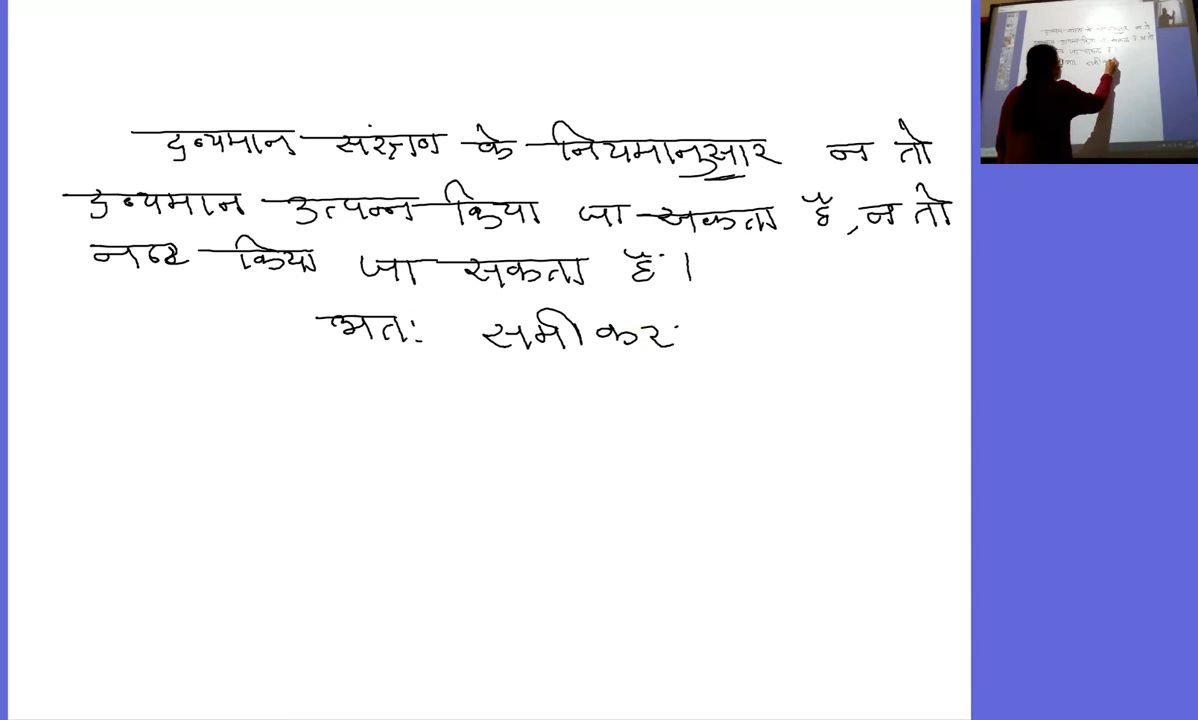 द्रव्यमान संरक्षण के नियमानुसार न तो
द्रव्यमान उत्पन्न किया जा सकता है, न तो
नष्ट किया जा सकता है।
अतः समीकर